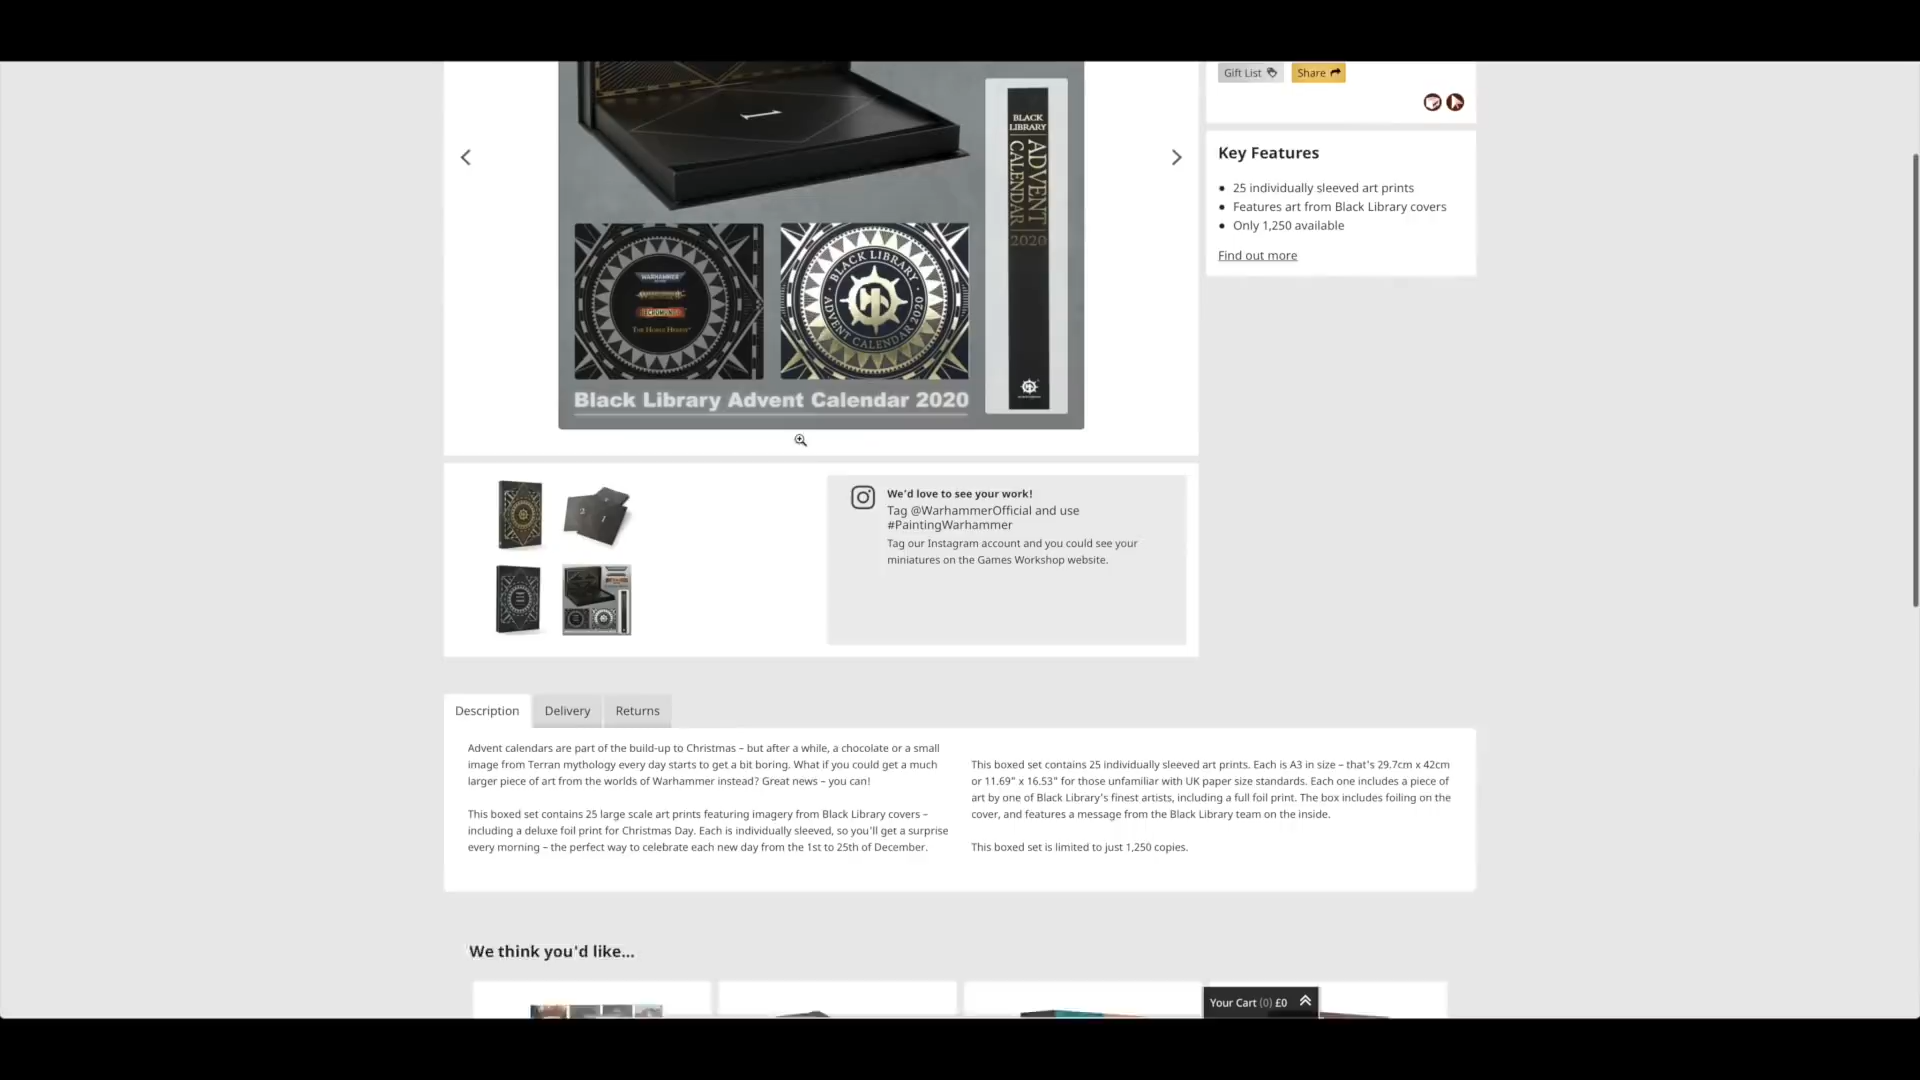 Gift List
Share
1
BLACK
LIBRARY
ADVENT
CALENDAR
2020
Key Features
25 individually sleeved art prints
Features art from Black Library covers
Only 1,250 available
Find out more
WARHAMMER
NECROMUNDA
THE HORUS HERESY
BLACK LIBRARY
ADVENT CALENDAR 2020
Black Library Advent Calendar 2020
2
1
We'd love to see your work!
Tag @WarhammerOfficial and use
#PaintingWarhammer
Tag our Instagram account and you could see your
miniatures on the Games Workshop website.
Description
Delivery
Returns
Advent calendars are part of the build-up to Christmas – but after a while, a chocolate or a small
image from Terran mythology every day starts to get a bit boring. What if you could get a much
larger piece of art from the worlds of Warhammer instead? Great news – you can!
This boxed set contains 25 large scale art prints featuring imagery from Black Library covers –
including a deluxe foil print for Christmas Day. Each is individually sleeved, so you'll get a surprise
every morning – the perfect way to celebrate each new day from the 1st to 25th of December.
This boxed set contains 25 individually sleeved art prints. Each is A3 in size – that's 29.7cm x 42cm
or 11.69" x 16.53" for those unfamiliar with UK paper size standards. Each one includes a piece of
art by one of Black Library's finest artists, including a full foil print. The box includes foiling on the
cover, and features a message from the Black Library team on the inside.
This boxed set is limited to just 1,250 copies.
We think you'd like...
Your Cart (0) £0